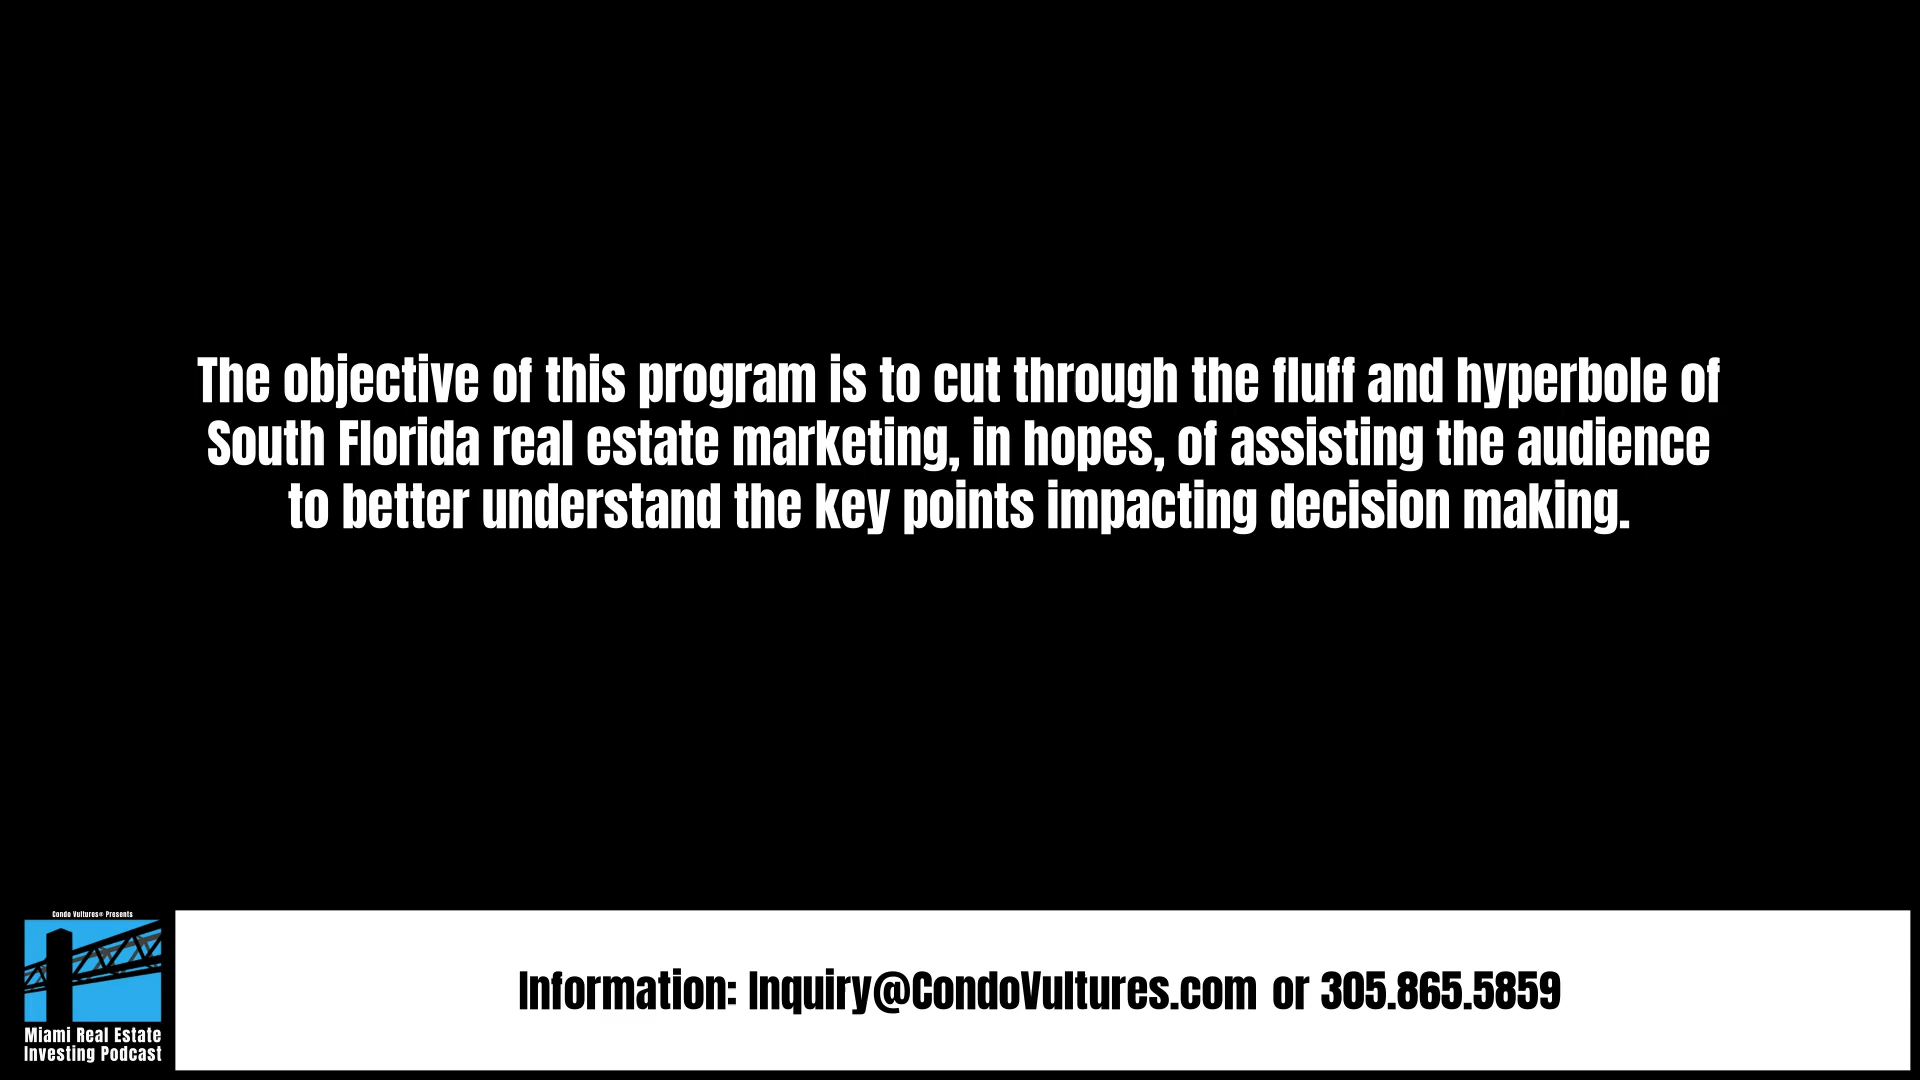 The objective of this program is to cut through the fluff and hyperbole of
South Florida real estate marketing, in hopes, of assisting the audience
to better understand the key points impacting decision making.
Condo Vultures® Presents
Miami Real Estate
Investing Podcast
Information: Inquiry@CondoVultures.com or 305.865.5859